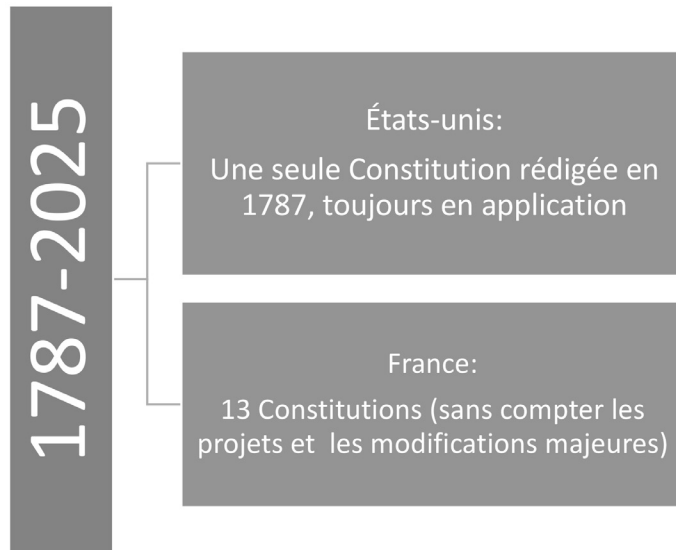 1787-2025
États-unis:
Une seule Constitution rédigée en
1787, toujours en application
France:
13 Constitutions (sans compter les
projets et les modifications majeures)